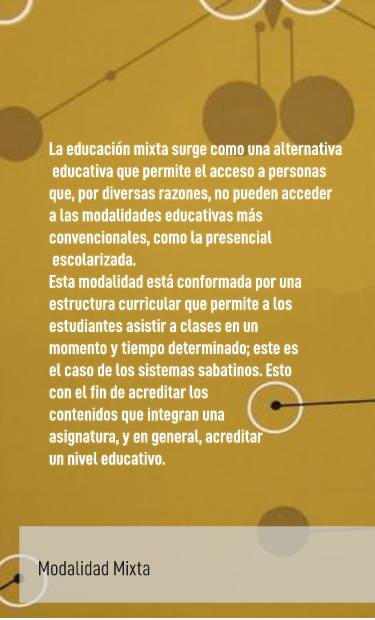 La educación mixta surge como una alternativa
educativa que permite el acceso a personas
que, por diversas razones, no pueden acceder
a las modalidades educativas más
convencionales, como la presencial
escolarizada.
Esta modalidad está conformada por una
estructura curricular que permite a los
estudiantes asistir a clases en un
momento y tiempo determinado; este es
el caso de los sistemas sabatinos. Esto
con el fin de acreditar los
contenidos que integran una
asignatura, y en general, acreditar
un nivel educativo.
Modalidad Mixta